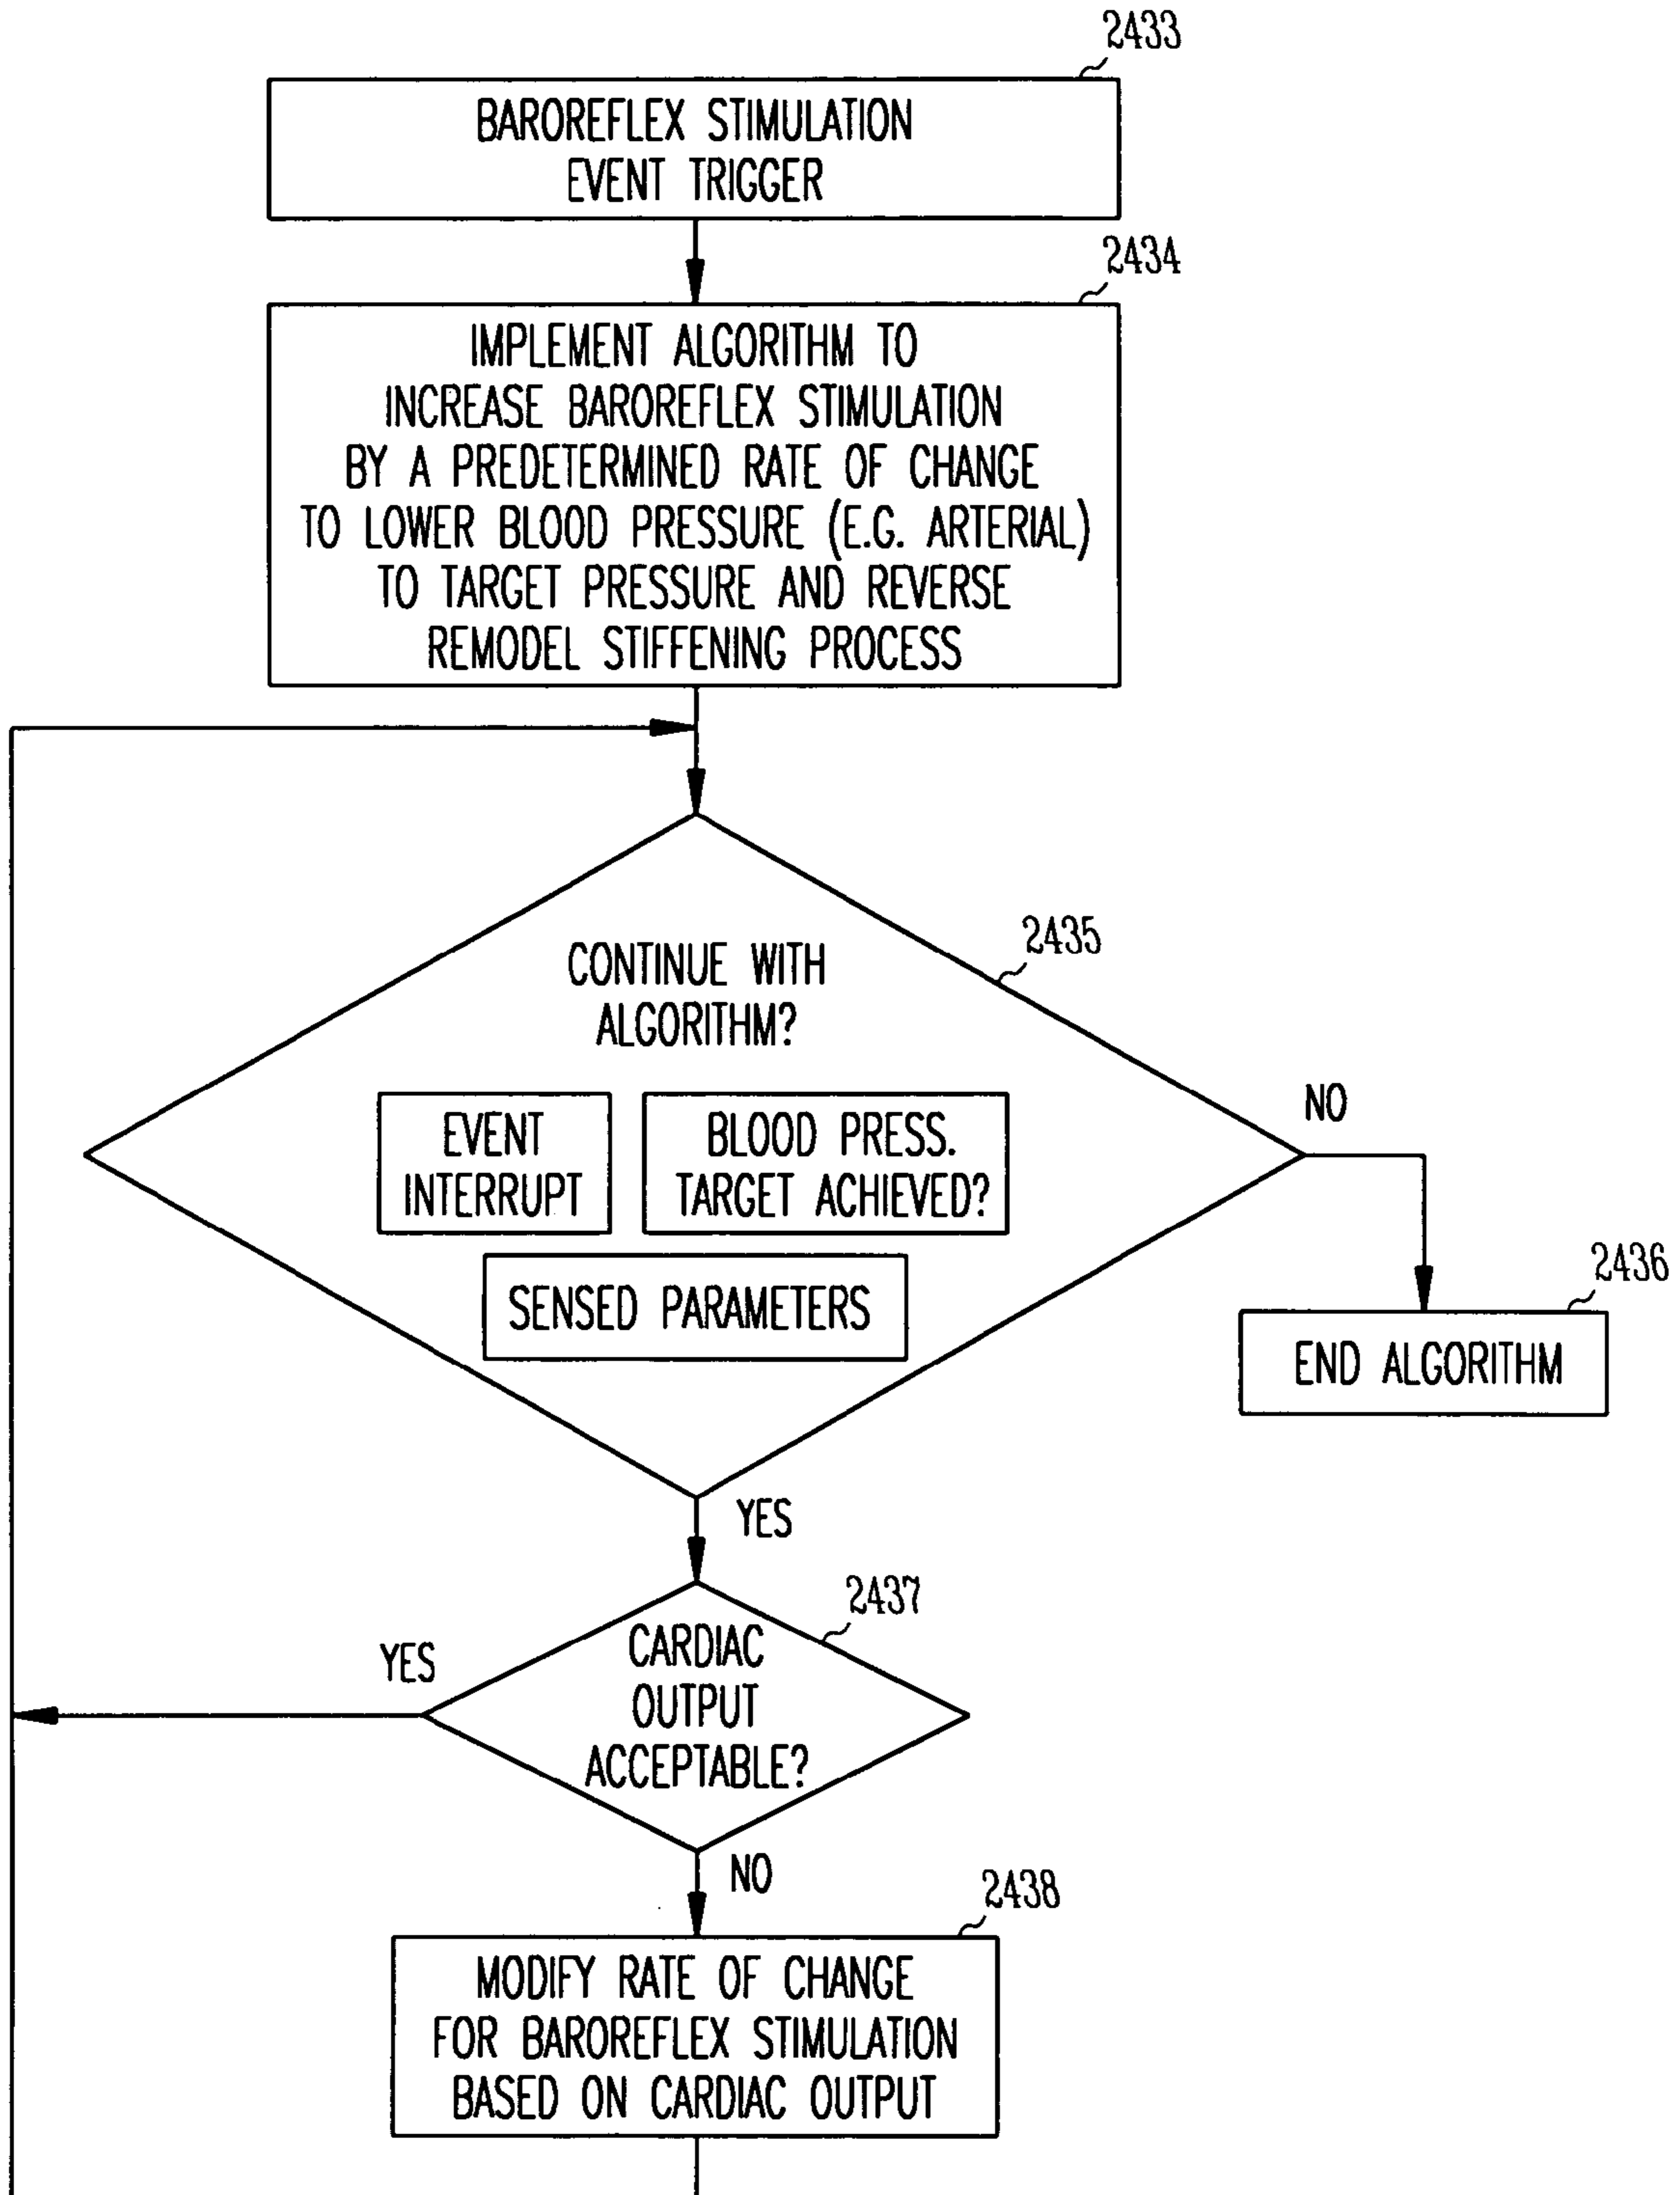 2433
BAROREFLEX STIMULATION
EVENT TRIGGER
2434
IMPLEMENT ALGORITHM TO
INCREASE BAROREFLEX STIMULATION
BY A PREDETERMINED RATE OF CHANGE
TO LOWER BLOOD PRESSURE (E.G. ARTERIAL)
TO TARGET PRESSURE AND REVERSE
REMODEL STIFFENING PROCESS
2435
CONTINUE WITH
ALGORITHM?
EVENT
INTERRUPT
BLOOD PRESS.
TARGET ACHIEVED?
SENSED PARAMETERS
NO
2436
END ALGORITHM
YES
2437
CARDIAC
OUTPUT
ACCEPTABLE?
YES
NO
2438
MODIFY RATE OF CHANGE
FOR BAROREFLEX STIMULATION
BASED ON CARDIAC OUTPUT